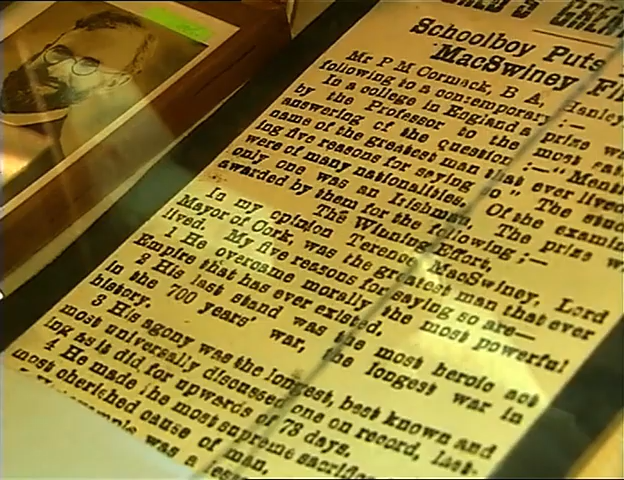 Schoolboy Puts
MacSwiney
Mr P M Cormack, B A, Hanley
following to a contemporary:—
In a college in England a prize
by the Professor to the most
answering of the question:—"
name of the greatest man that ever lived
ing five reasons for saying so". The
were of many nationalities. Of the
only one was an Irishman. The prize
awarded by them for the following;—
The Winning Effort.
In my opinion Terence MacSwiney, Lord
Mayor of Cork, was the greatest man that ever
lived. My five reasons for saying so are—
1 He overcame morally the most powerful
Empire that has ever existed,
2 His last stand was the most heroic act
in the 700 years' war, the longest war in
history.
3 His agony was the longest, best known and
most universally discussed one on record, last-
ing as it did for upwards of 73 days.
4 He made the most supreme
most cherished cause of man.
was a